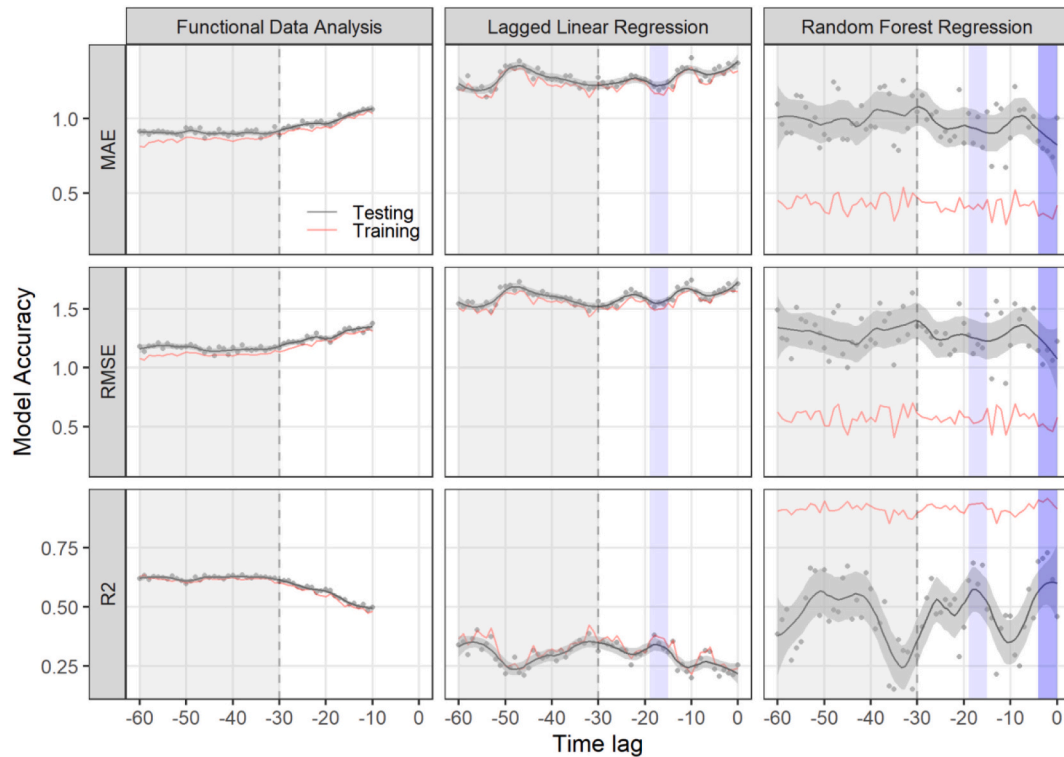 Functional Data Analysis
Lagged Linear Regression
Random Forest Regression
Model Accuracy
MAE
1.0
0.5
Testing
Training
RMSE
1.5
1.0
0.5
R2
0.75
0.50
0.25
-60 -50 -40 -30 -20 -10 0
-60 -50 -40 -30 -20 -10 0
-60 -50 -40 -30 -20 -10 0
Time lag